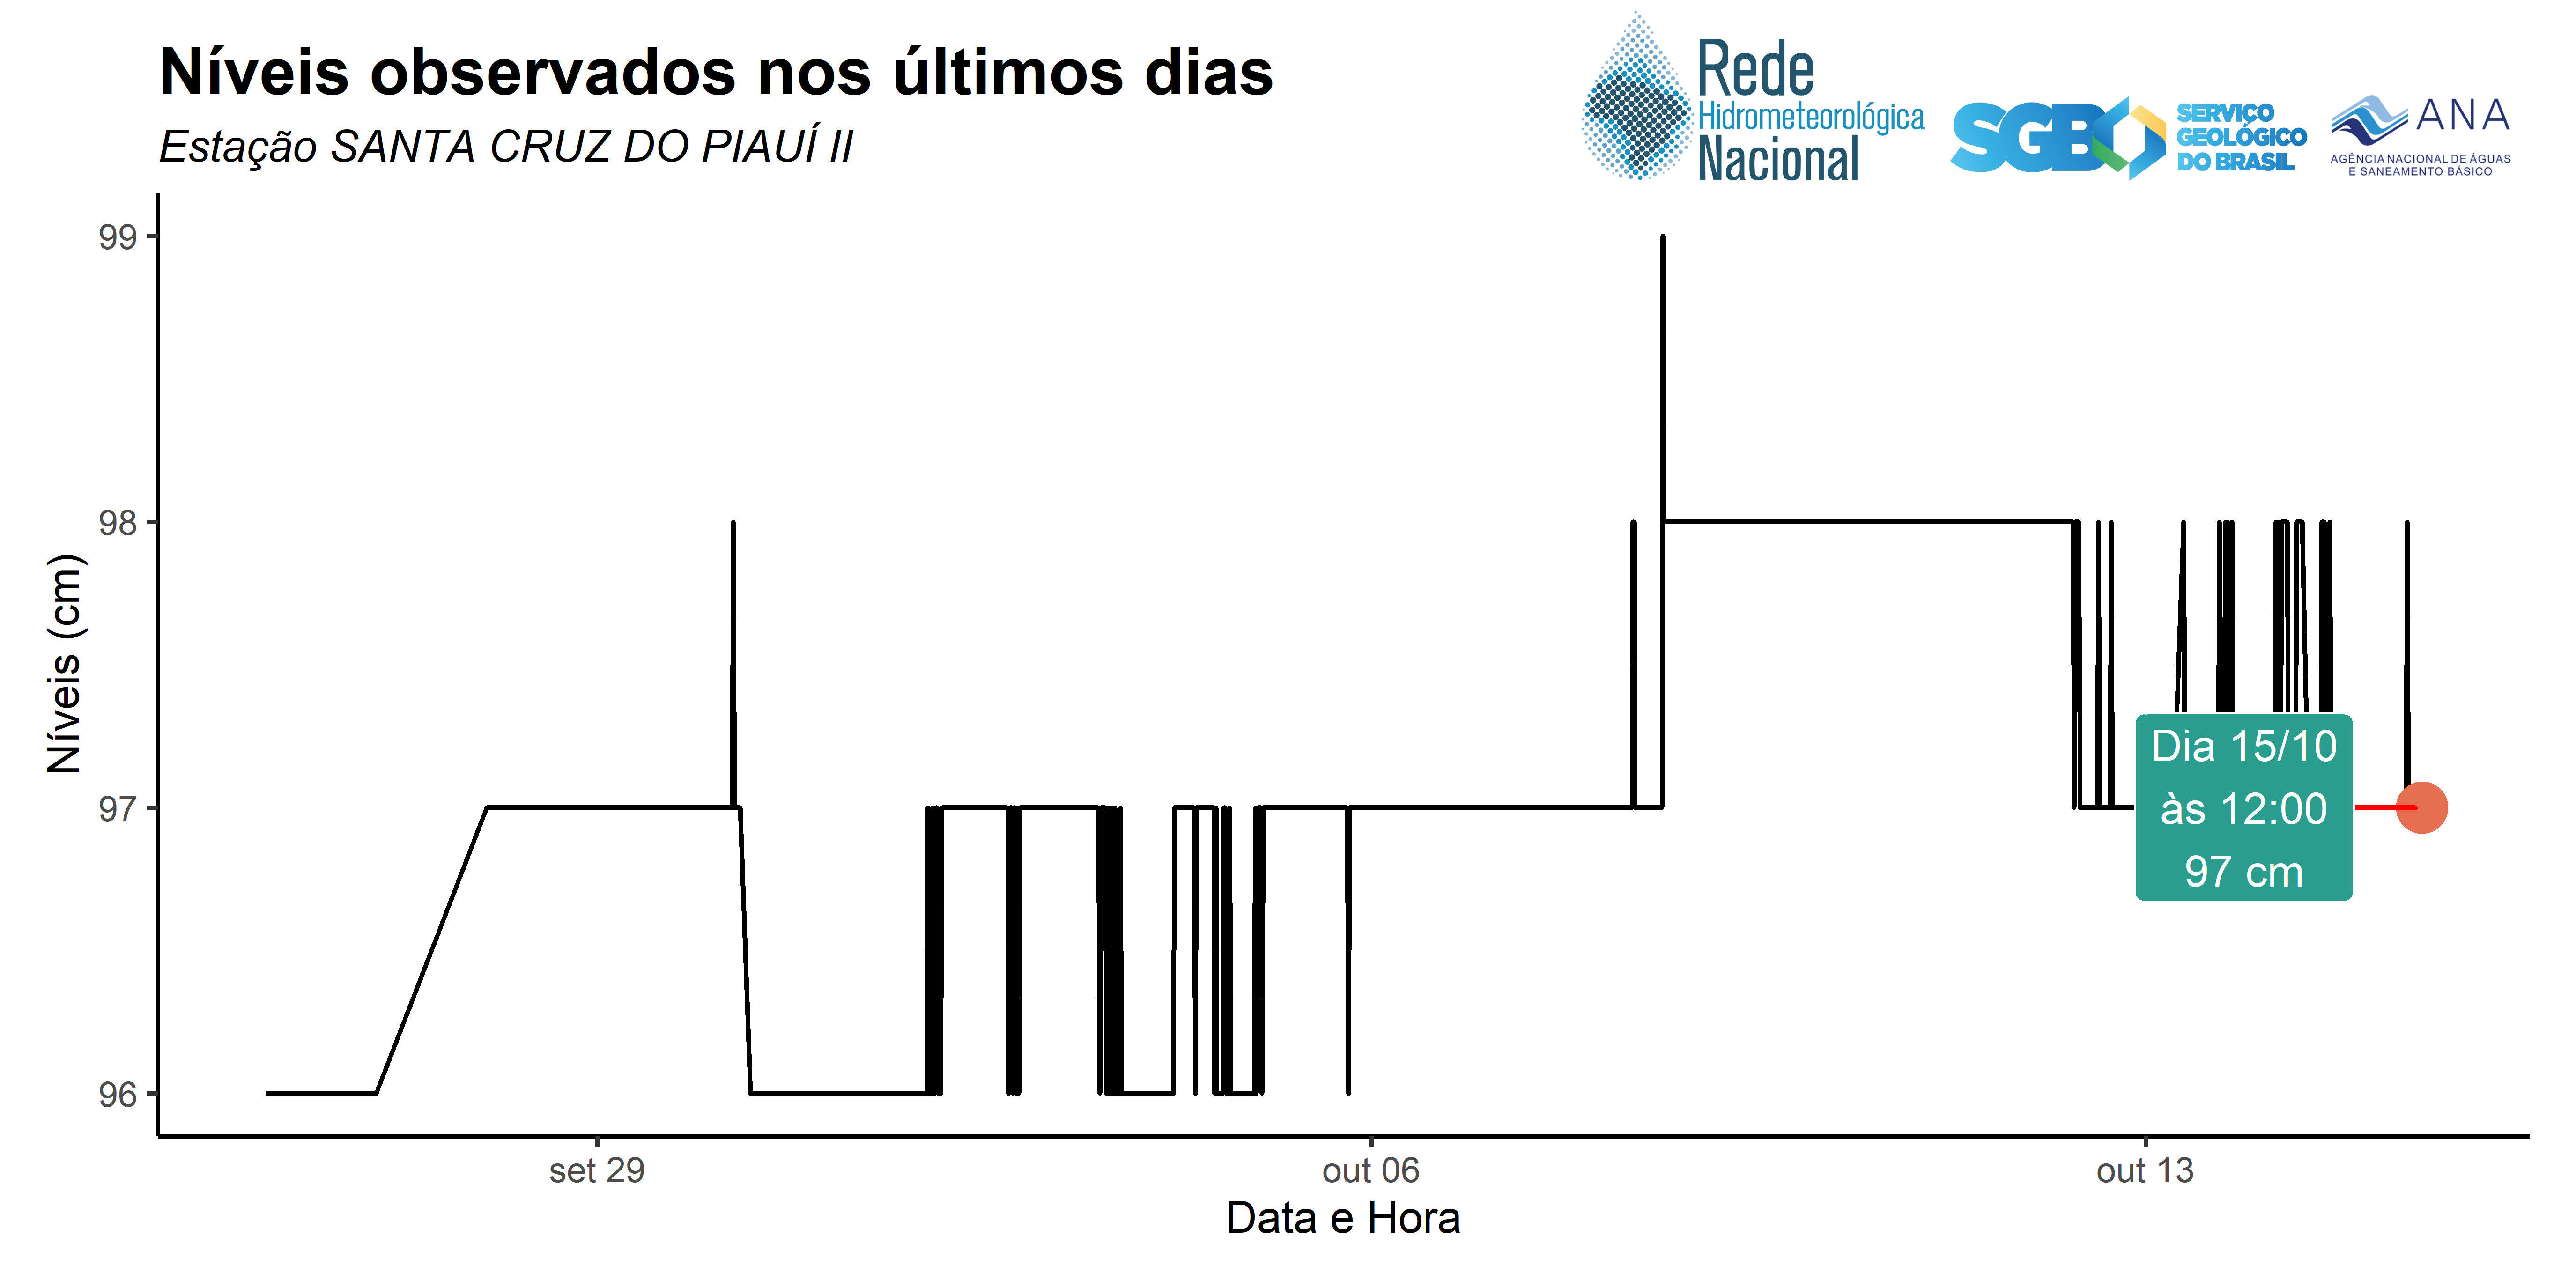 Níveis observados nos últimos dias
Estação SANTA CRUZ DO PIAUÍ II
Rede
Hidrometeorológica
Nacional
SGB
SERVIÇO
GEOLÓGICO
DO BRASIL
ANA
AGÊNCIA NACIONAL DE ÁGUAS
E SANEAMENTO BÁSICO
99
98
97
96
Níveis (cm)
Dia 15/10
às 12:00
97 cm
set 29
out 06
out 13
Data e Hora